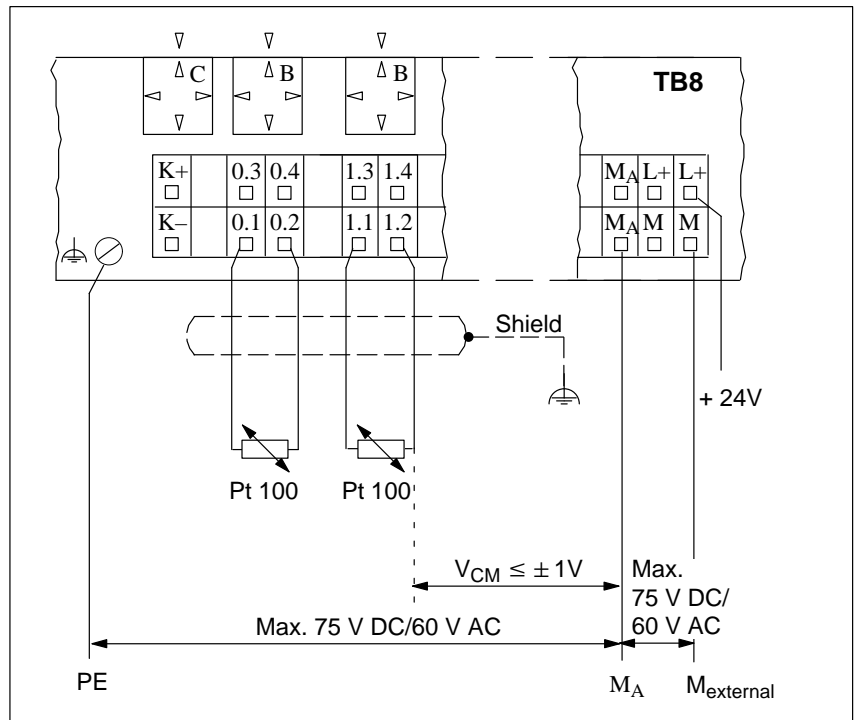 C B B TB8
K+ 0.3 0.4 1.3 1.4 MA L+ L+
K– 0.1 0.2 1.1 1.2 MA M M
Shield
+ 24V
Pt 100 Pt 100
VCM ≤ ± 1V
Max.
75 V DC/
60 V AC
Max. 75 V DC/60 V AC
PE MA Mexternal